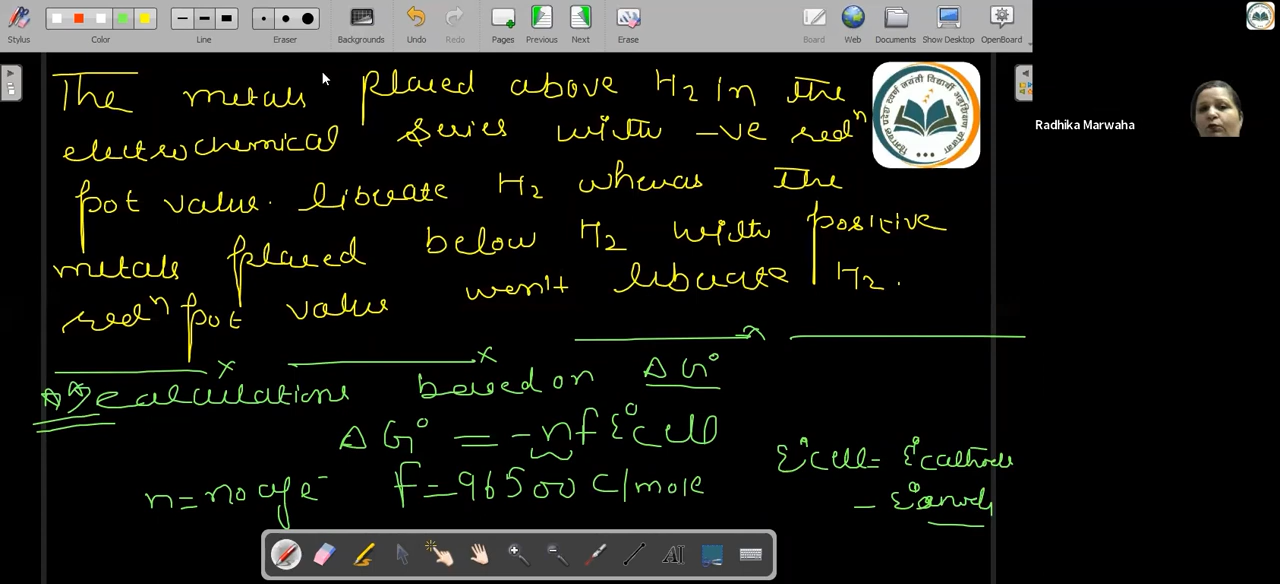 Stylus Color Line Eraser Backgrounds Undo Redo Pages Previous Next Erase Board Web Documents Show Desktop OpenBoard
The metals placed above H2 in the
electrochemical series with -ve redn
pot value. liberate H2 wheras the
metals placed below H2 with positive
redn pot value won't liberate H2.
x x
calculations based on ΔG°
ΔG° = -nfE°cell
E°cell = E°cathode
n = no of e- f = 96500 C/mole
- E°anode
AI
Radhika Marwaha